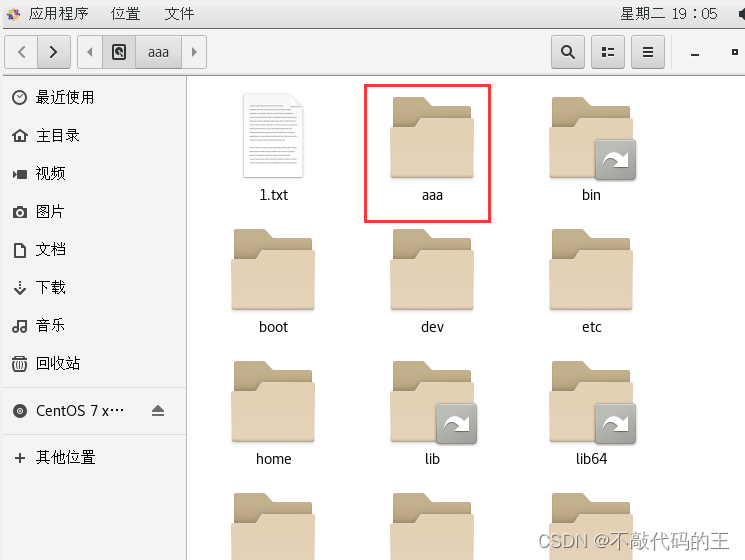 应用程序 位置 文件 星期二 19：05
aaa
最近使用
主目录
视频
图片
文档
下载
音乐
回收站
CentOS 7 x…
其他位置
1.txt aaa bin
boot dev etc
home lib lib64
CSDN @不敲代码的王